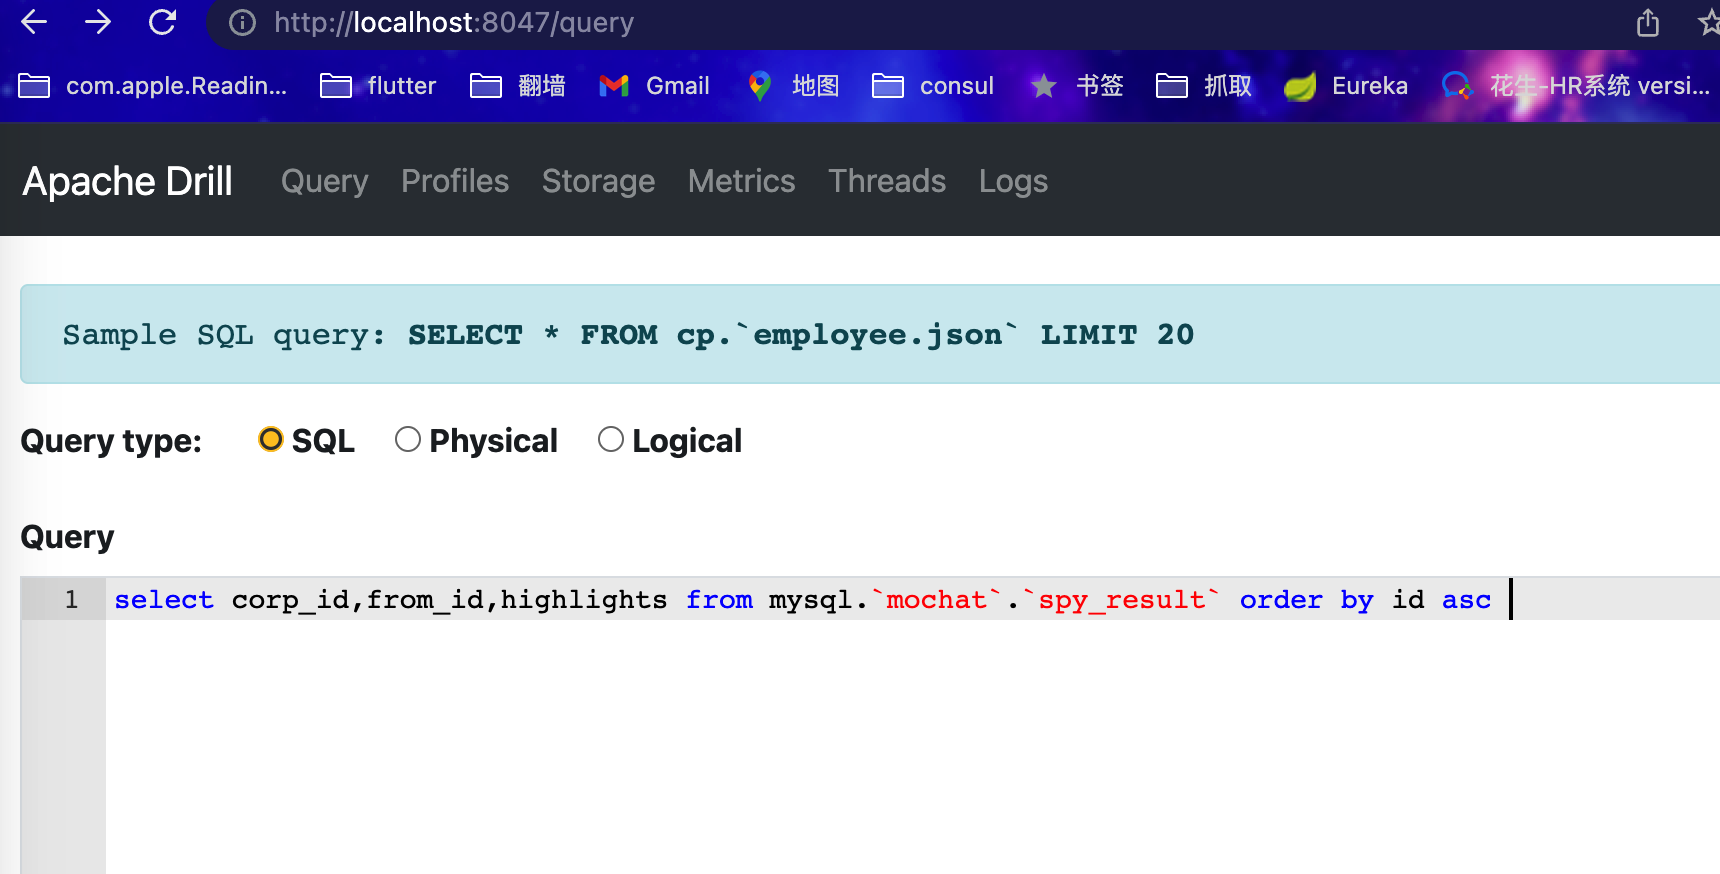 http://localhost:8047/query
com.apple.Readin... flutter 翻墙 Gmail 地图 consul 书签 抓取 Eureka 花生-HR系统 versi...
Apache Drill Query Profiles Storage Metrics Threads Logs
Sample SQL query: SELECT * FROM cp.`employee.json` LIMIT 20
Query type: SQL Physical Logical
Query
1 select corp_id,from_id,highlights from mysql.`mochat`.`spy_result` order by id asc